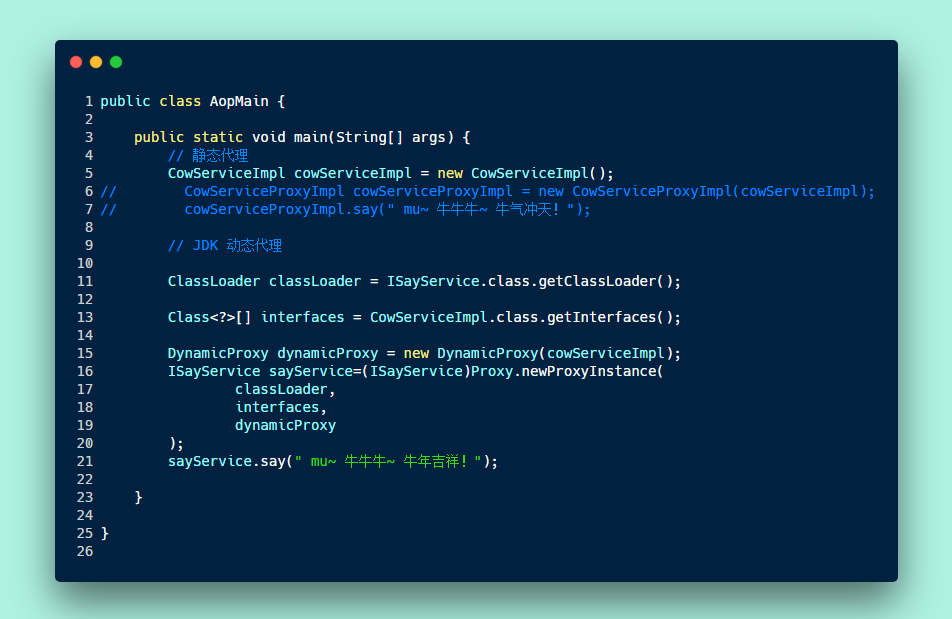 1 public class AopMain {
2
3     public static void main(String[] args) {
4         // 静态代理
5         CowServiceImpl cowServiceImpl = new CowServiceImpl();
6 //        CowServiceProxyImpl cowServiceProxyImpl = new CowServiceProxyImpl(cowServiceImpl);
7 //        cowServiceProxyImpl.say(" mu~ 牛牛牛~ 牛气冲天！");
8
9         // JDK 动态代理
10
11         ClassLoader classLoader = ISayService.class.getClassLoader();
12
13         Class<?>[] interfaces = CowServiceImpl.class.getInterfaces();
14
15         DynamicProxy dynamicProxy = new DynamicProxy(cowServiceImpl);
16         ISayService sayService=(ISayService)Proxy.newProxyInstance(
17                 classLoader,
18                 interfaces,
19                 dynamicProxy
20         );
21         sayService.say(" mu~ 牛牛牛~ 牛年吉祥！");
22
23     }
24
25 }
26